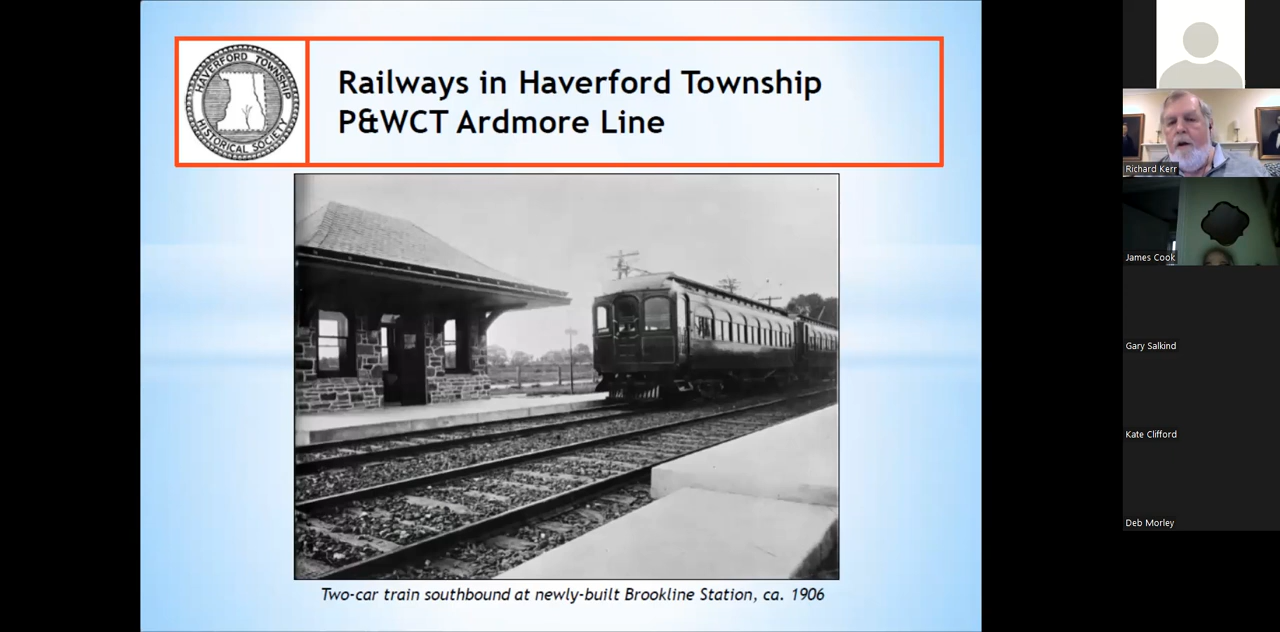 HAVERFORD TOWNSHIP
HISTORICAL SOCIETY
Railways in Haverford Township
P&WCT Ardmore Line
Two-car train southbound at newly-built Brookline Station, ca. 1906
Richard Kerr
James Cook
Gary Salkind
Kate Clifford
Deb Morley